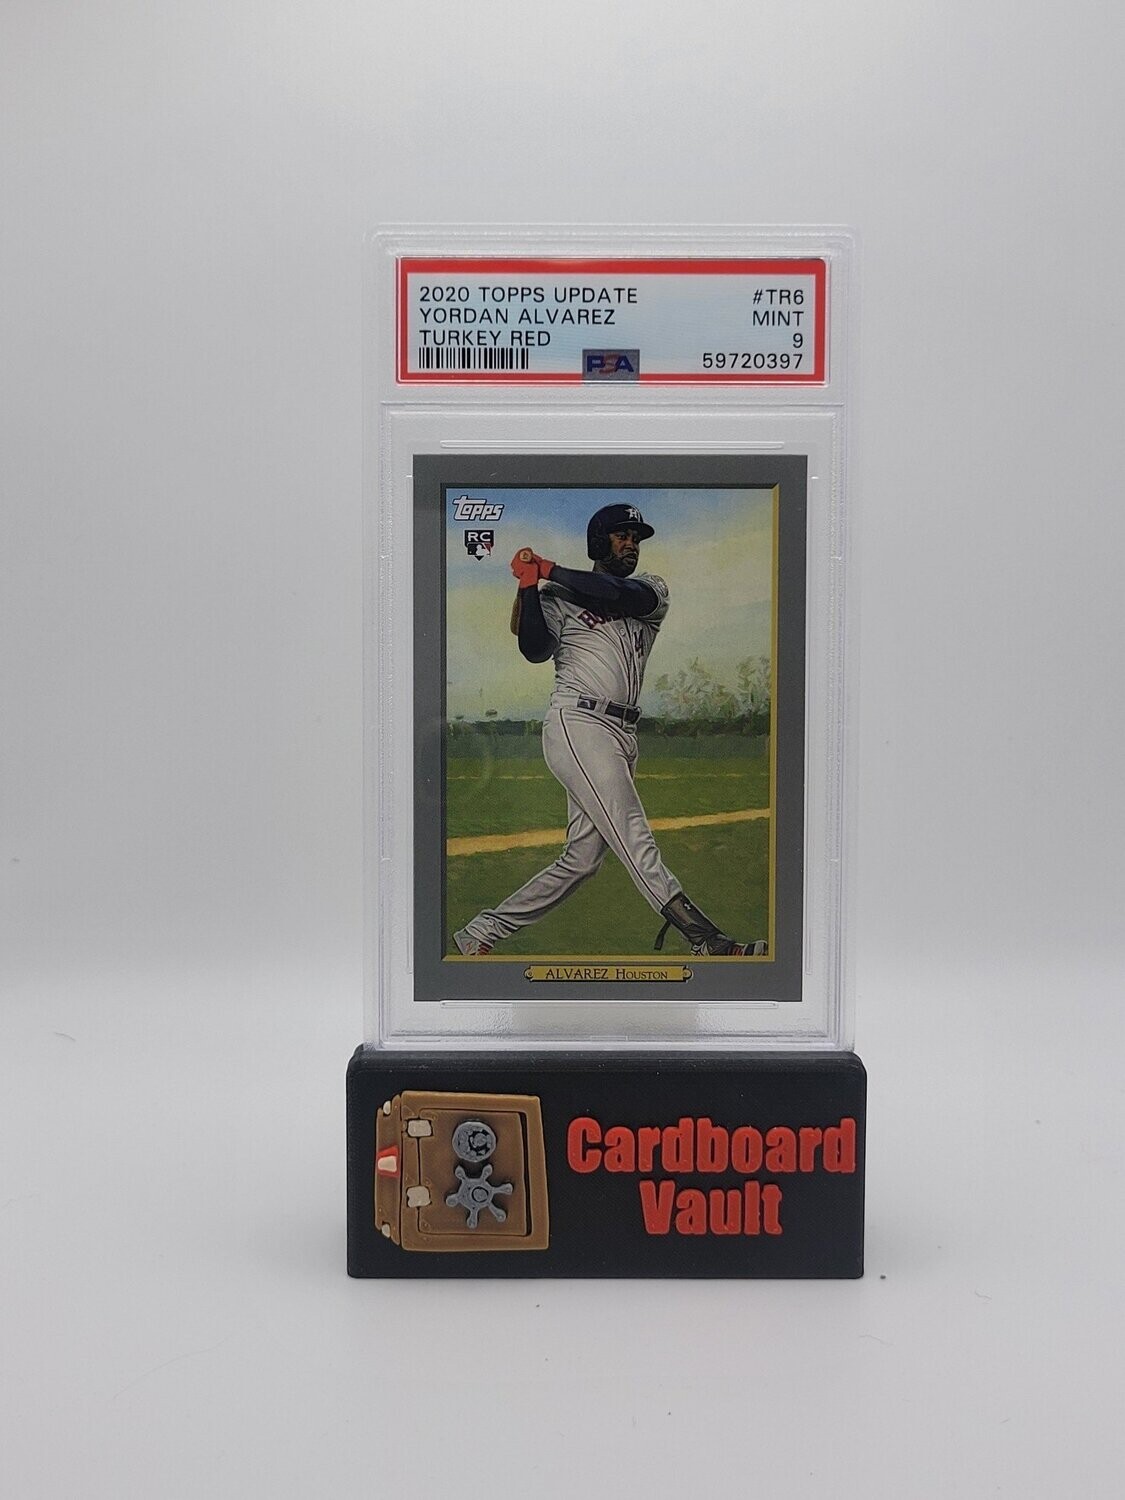 2020 TOPPS UPDATE #TR6
YORDAN ALVAREZ MINT
TURKEY RED 9
PSA 59720397
Topps
RC
ALVAREZ HOUSTON
Cardboard
Vault